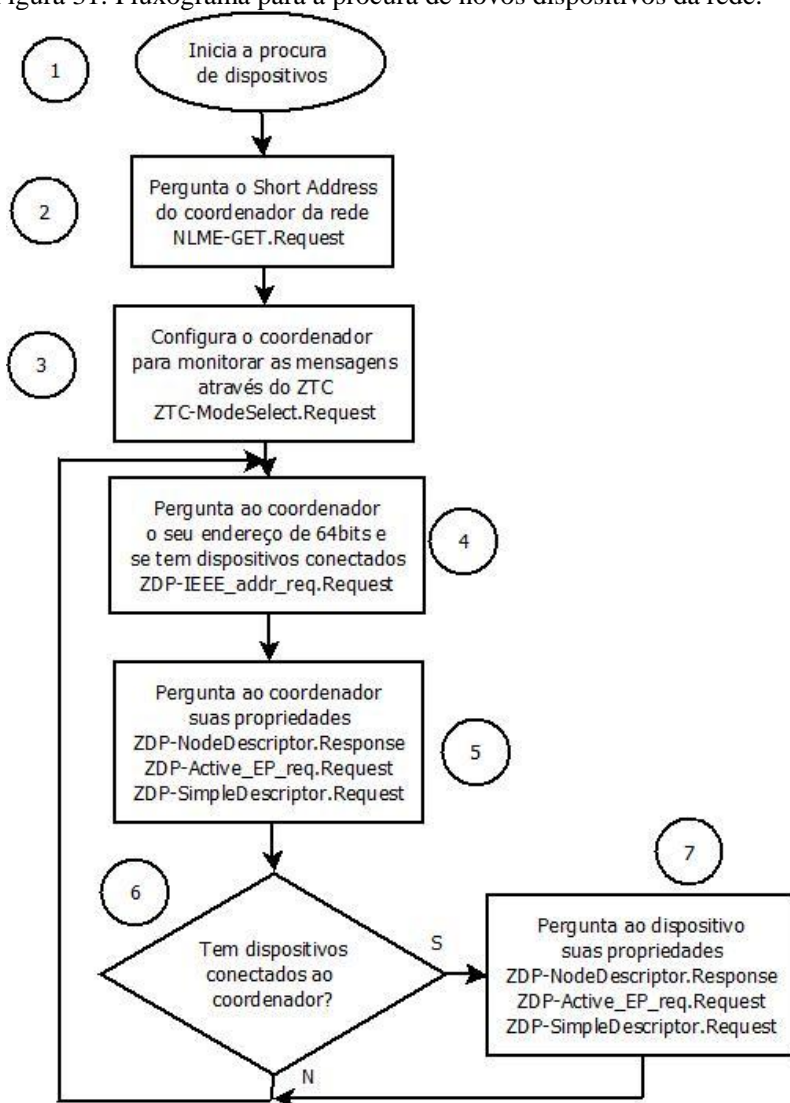 Figura 31: Fluxograma para a procura de novos dispositivos da rede.
1
Inicia a procura
de dispositivos
2
Pergunta o Short Address
do coordenador da rede
NLME-GET.Request
3
Configura o coordenador
para monitorar as mensagens
através do ZTC
ZTC-ModeSelect.Request
Pergunta ao coordenador
o seu endereço de 64bits e
se tem dispositivos conectados
ZDP-IEEE_addr_req.Request
4
Pergunta ao coordenador
suas propriedades
ZDP-NodeDescriptor.Response
ZDP-Active_EP_req.Request
ZDP-SimpleDescriptor.Request
5
6
Tem dispositivos
conectados ao
coordenador?
S
N
7
Pergunta ao dispositivo
suas propriedades
ZDP-NodeDescriptor.Response
ZDP-Active_EP_req.Request
ZDP-SimpleDescriptor.Request